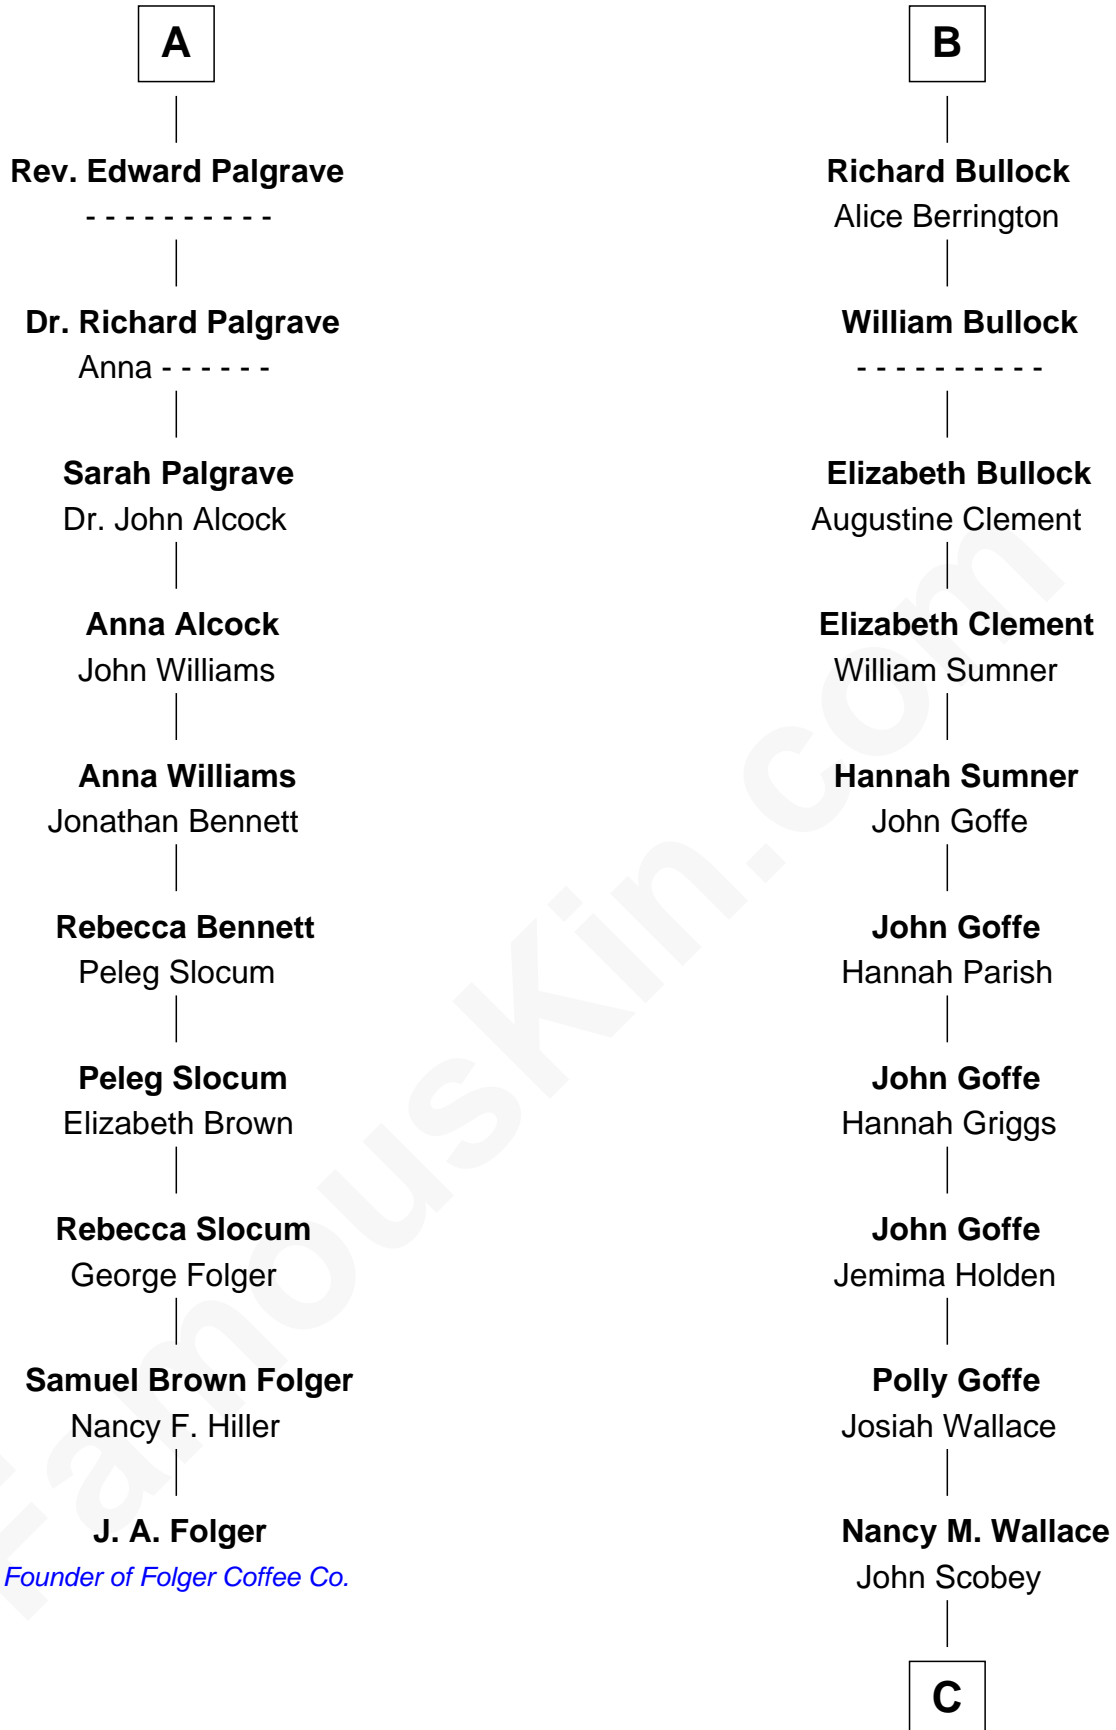 A
Rev. Edward Palgrave
- - - - - - - - - -
Dr. Richard Palgrave
Anna - - - - - -
Sarah Palgrave
Dr. John Alcock
Anna Alcock
John Williams
Anna Williams
Jonathan Bennett
Rebecca Bennett
Peleg Slocum
Peleg Slocum
Elizabeth Brown
Rebecca Slocum
George Folger
Samuel Brown Folger
Nancy F. Hiller
J. A. Folger
Founder of Folger Coffee Co.
B
Richard Bullock
Alice Berrington
William Bullock
- - - - - - - - - -
Elizabeth Bullock
Augustine Clement
Elizabeth Clement
William Sumner
Hannah Sumner
John Goffe
John Goffe
Hannah Parish
John Goffe
Hannah Griggs
John Goffe
Jemima Holden
Polly Goffe
Josiah Wallace
Nancy M. Wallace
John Scobey
C
FamousKin.com